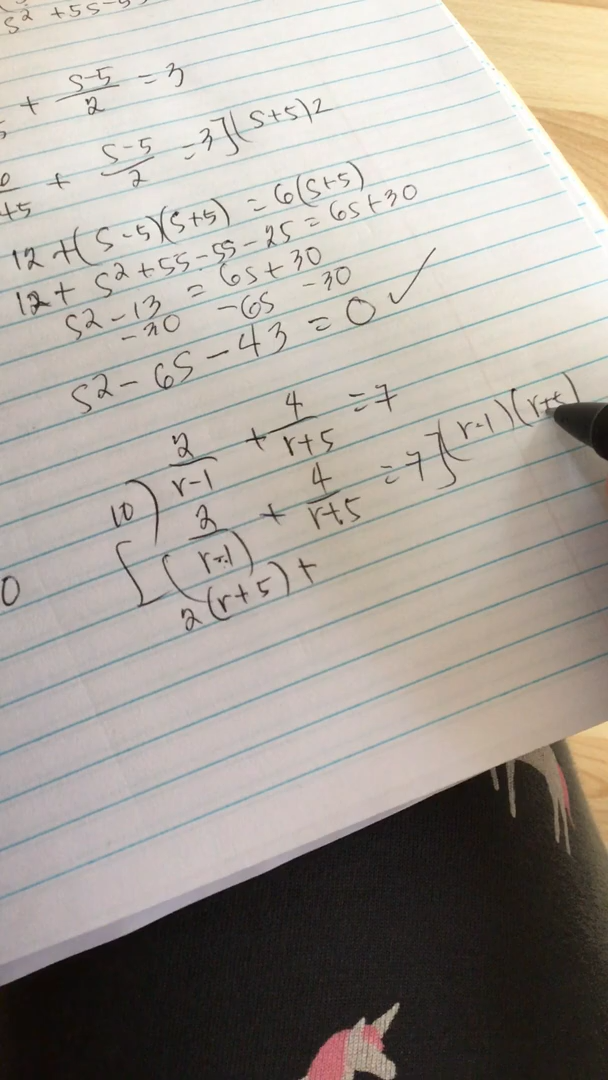 s² + 5s - 5
+ s-5/2 = 3
+ s-5/2 = 3](s+5)2
12 + (s-5)(s+5) = 6(s+5)
12 + s² + 5s - 5s - 25 = 6s + 30
s2 - 13 = 6s + 30
-30 -6s -30
s2 - 6s - 43 = 0 ✓
10) 2/r-1 + 4/r+5 = 7
[2/(r-1) + 4/r+5 = 7](r-1)(r+5)
0
2(r+5) +